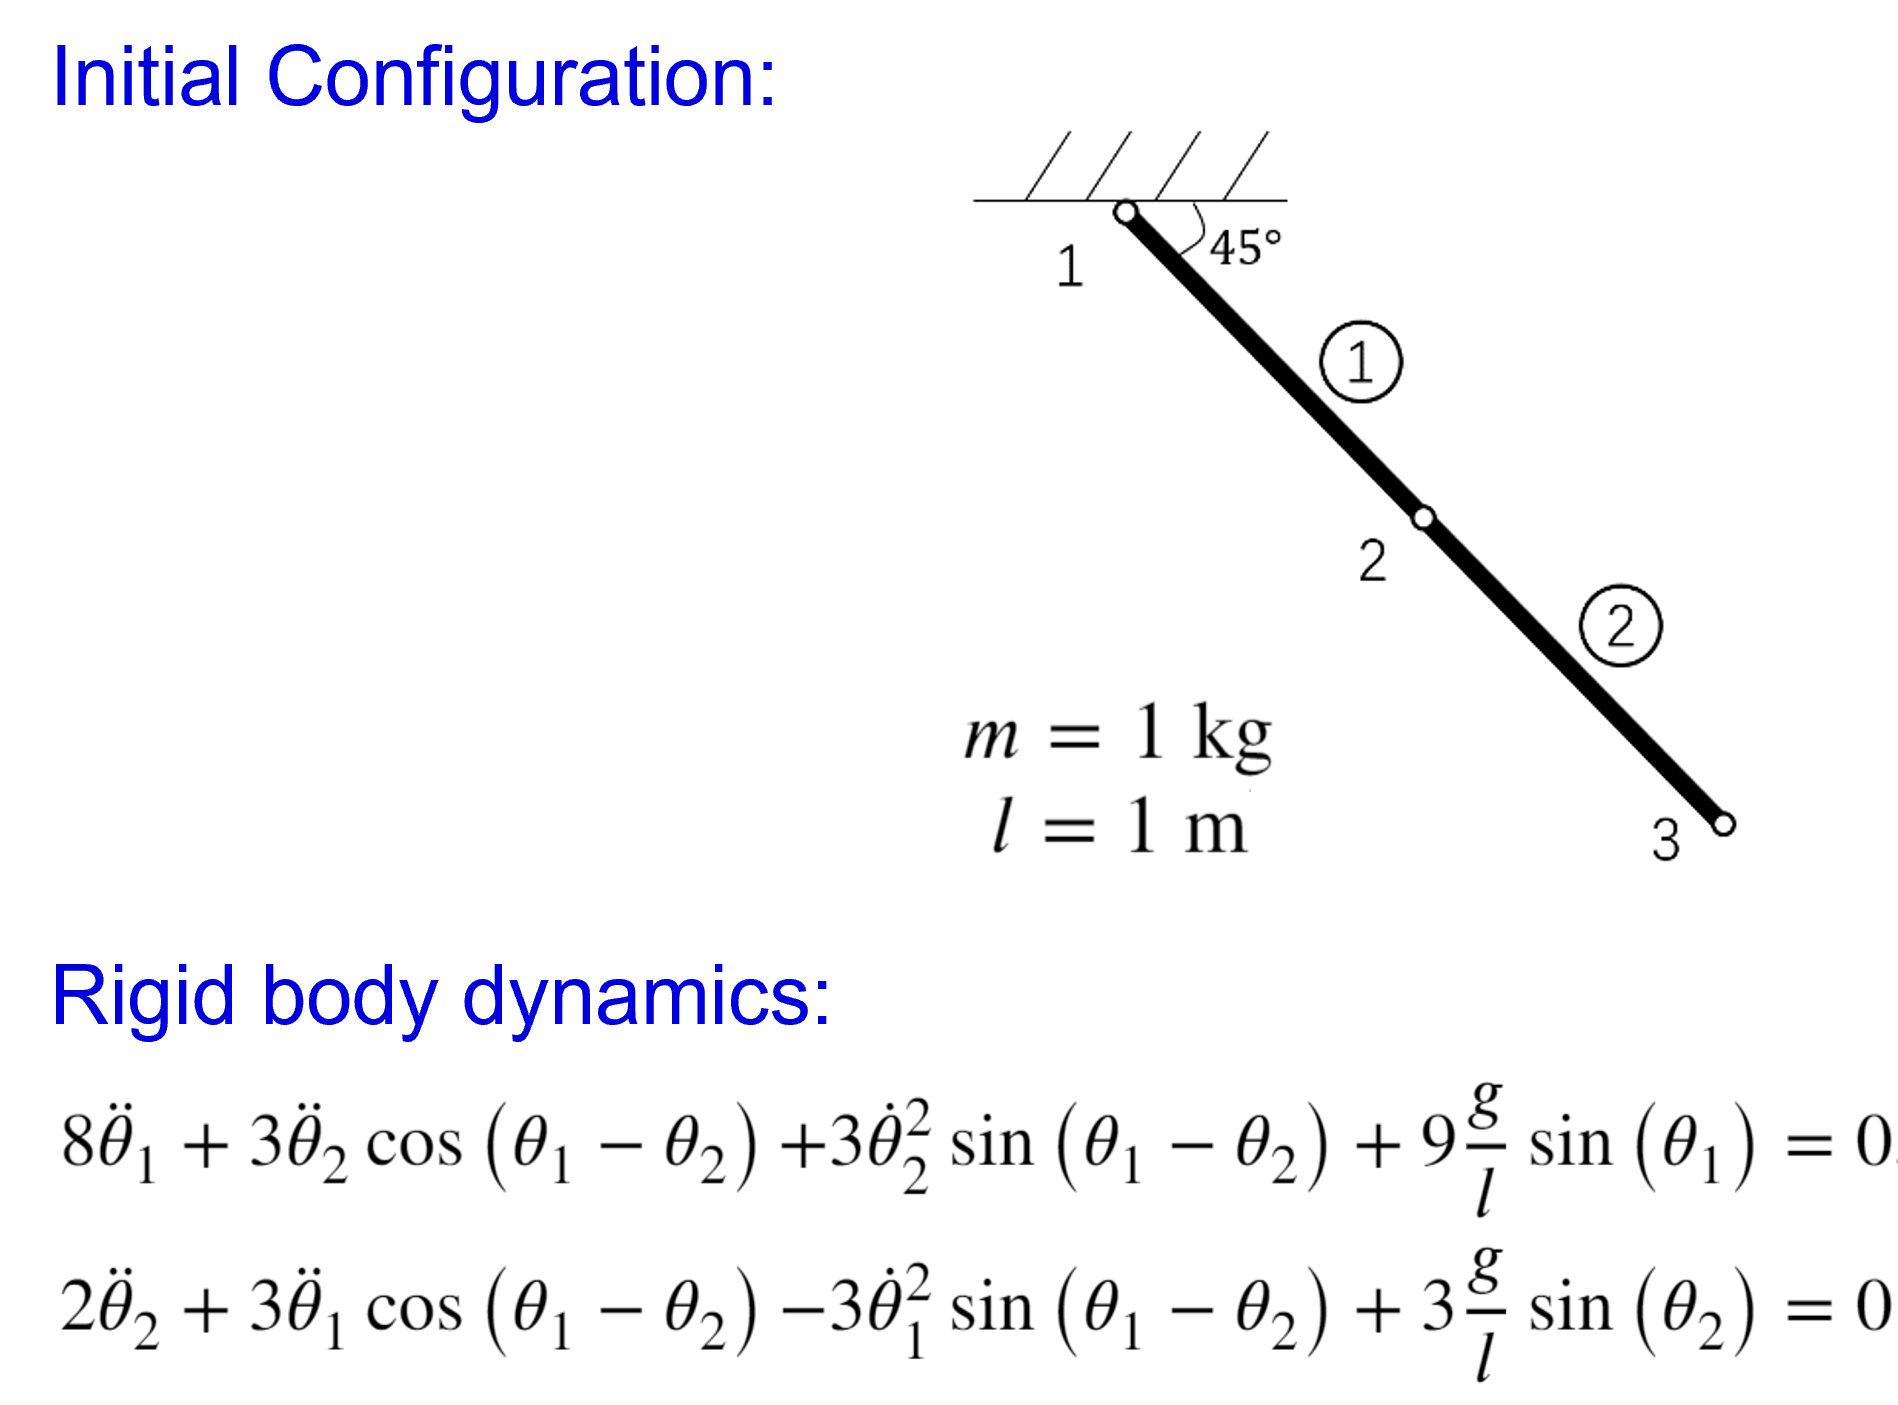 Initial Configuration:
45°
1
①
2
②
m = 1 kg
l = 1 m
3
Rigid body dynamics:
8θ̈₁ + 3θ̈₂ cos (θ₁ − θ₂) +3θ̇₂² sin (θ₁ − θ₂) + 9 g/l sin (θ₁) = 0.
2θ̈₂ + 3θ̈₁ cos (θ₁ − θ₂) −3θ̇₁² sin (θ₁ − θ₂) + 3 g/l sin (θ₂) = 0